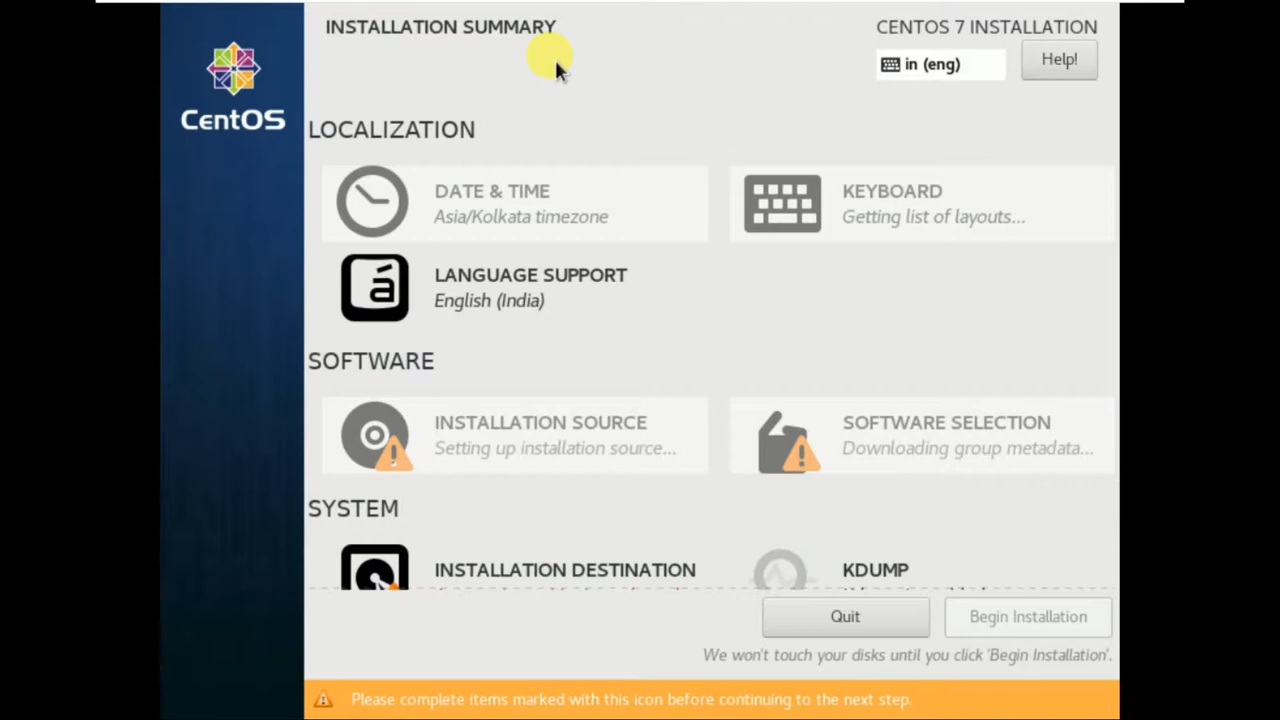 INSTALLATION SUMMARY
CENTOS 7 INSTALLATION
in (eng)
Help!
CentOS
LOCALIZATION
DATE & TIME
Asia/Kolkata timezone
KEYBOARD
Getting list of layouts...
á
LANGUAGE SUPPORT
English (India)
SOFTWARE
INSTALLATION SOURCE
Setting up installation source...
SOFTWARE SELECTION
Downloading group metadata...
SYSTEM
INSTALLATION DESTINATION
KDUMP
Quit
Begin Installation
We won't touch your disks until you click 'Begin Installation'.
Please complete items marked with this icon before continuing to the next step.